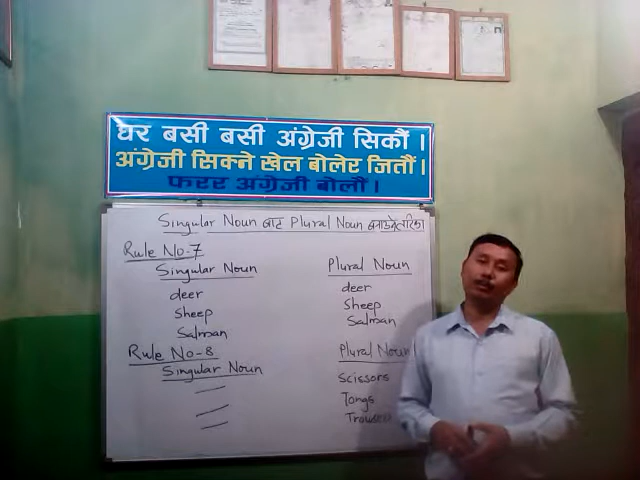 घर बसी बसी अंग्रेजी सिकौं ।
अंग्रेजी सिक्ने खेल बोलेर जितौं ।
फरर अंग्रेजी बोलौं ।
Singular Noun बाट Plural Noun बनाउने तरिका
Rule No-7
Singular Noun Plural Noun
deer deer
Sheep Sheep
Salman Salman
Rule No-8 Plural Noun
Singular Noun
Scissors
Tongs